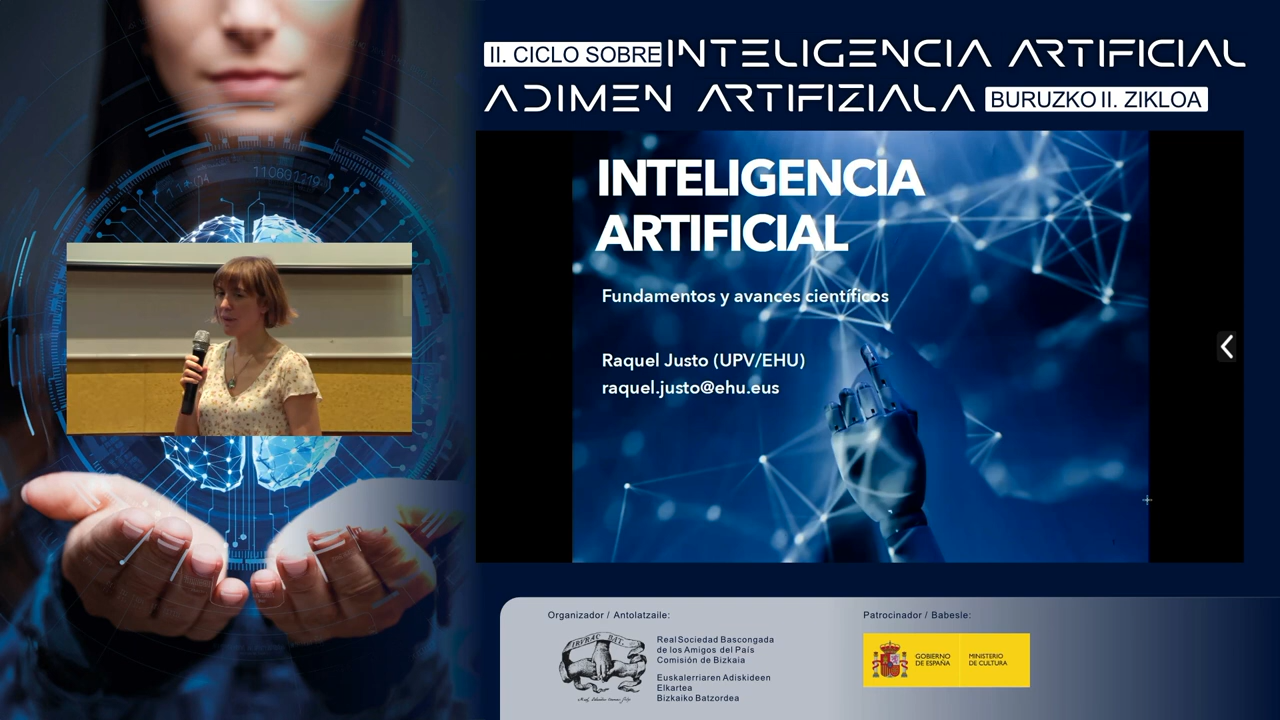 II. CICLO SOBRE INTELIGENCIA ARTIFICIAL
ADIMEN ARTIFIZIALA BURUZKO II. ZIKLOA
INTELIGENCIA
ARTIFICIAL
Fundamentos y avances científicos
Raquel Justo (UPV/EHU)
raquel.justo@ehu.eus
Organizador / Antolatzaile:
Real Sociedad Bascongada
de los Amigos del País
Comisión de Bizkaia
Euskalerriaren Adiskideen
Elkartea
Bizkaiko Batzordea
Patrocinador / Babesle:
GOBIERNO
DE ESPAÑA
MINISTERIO
DE CULTURA